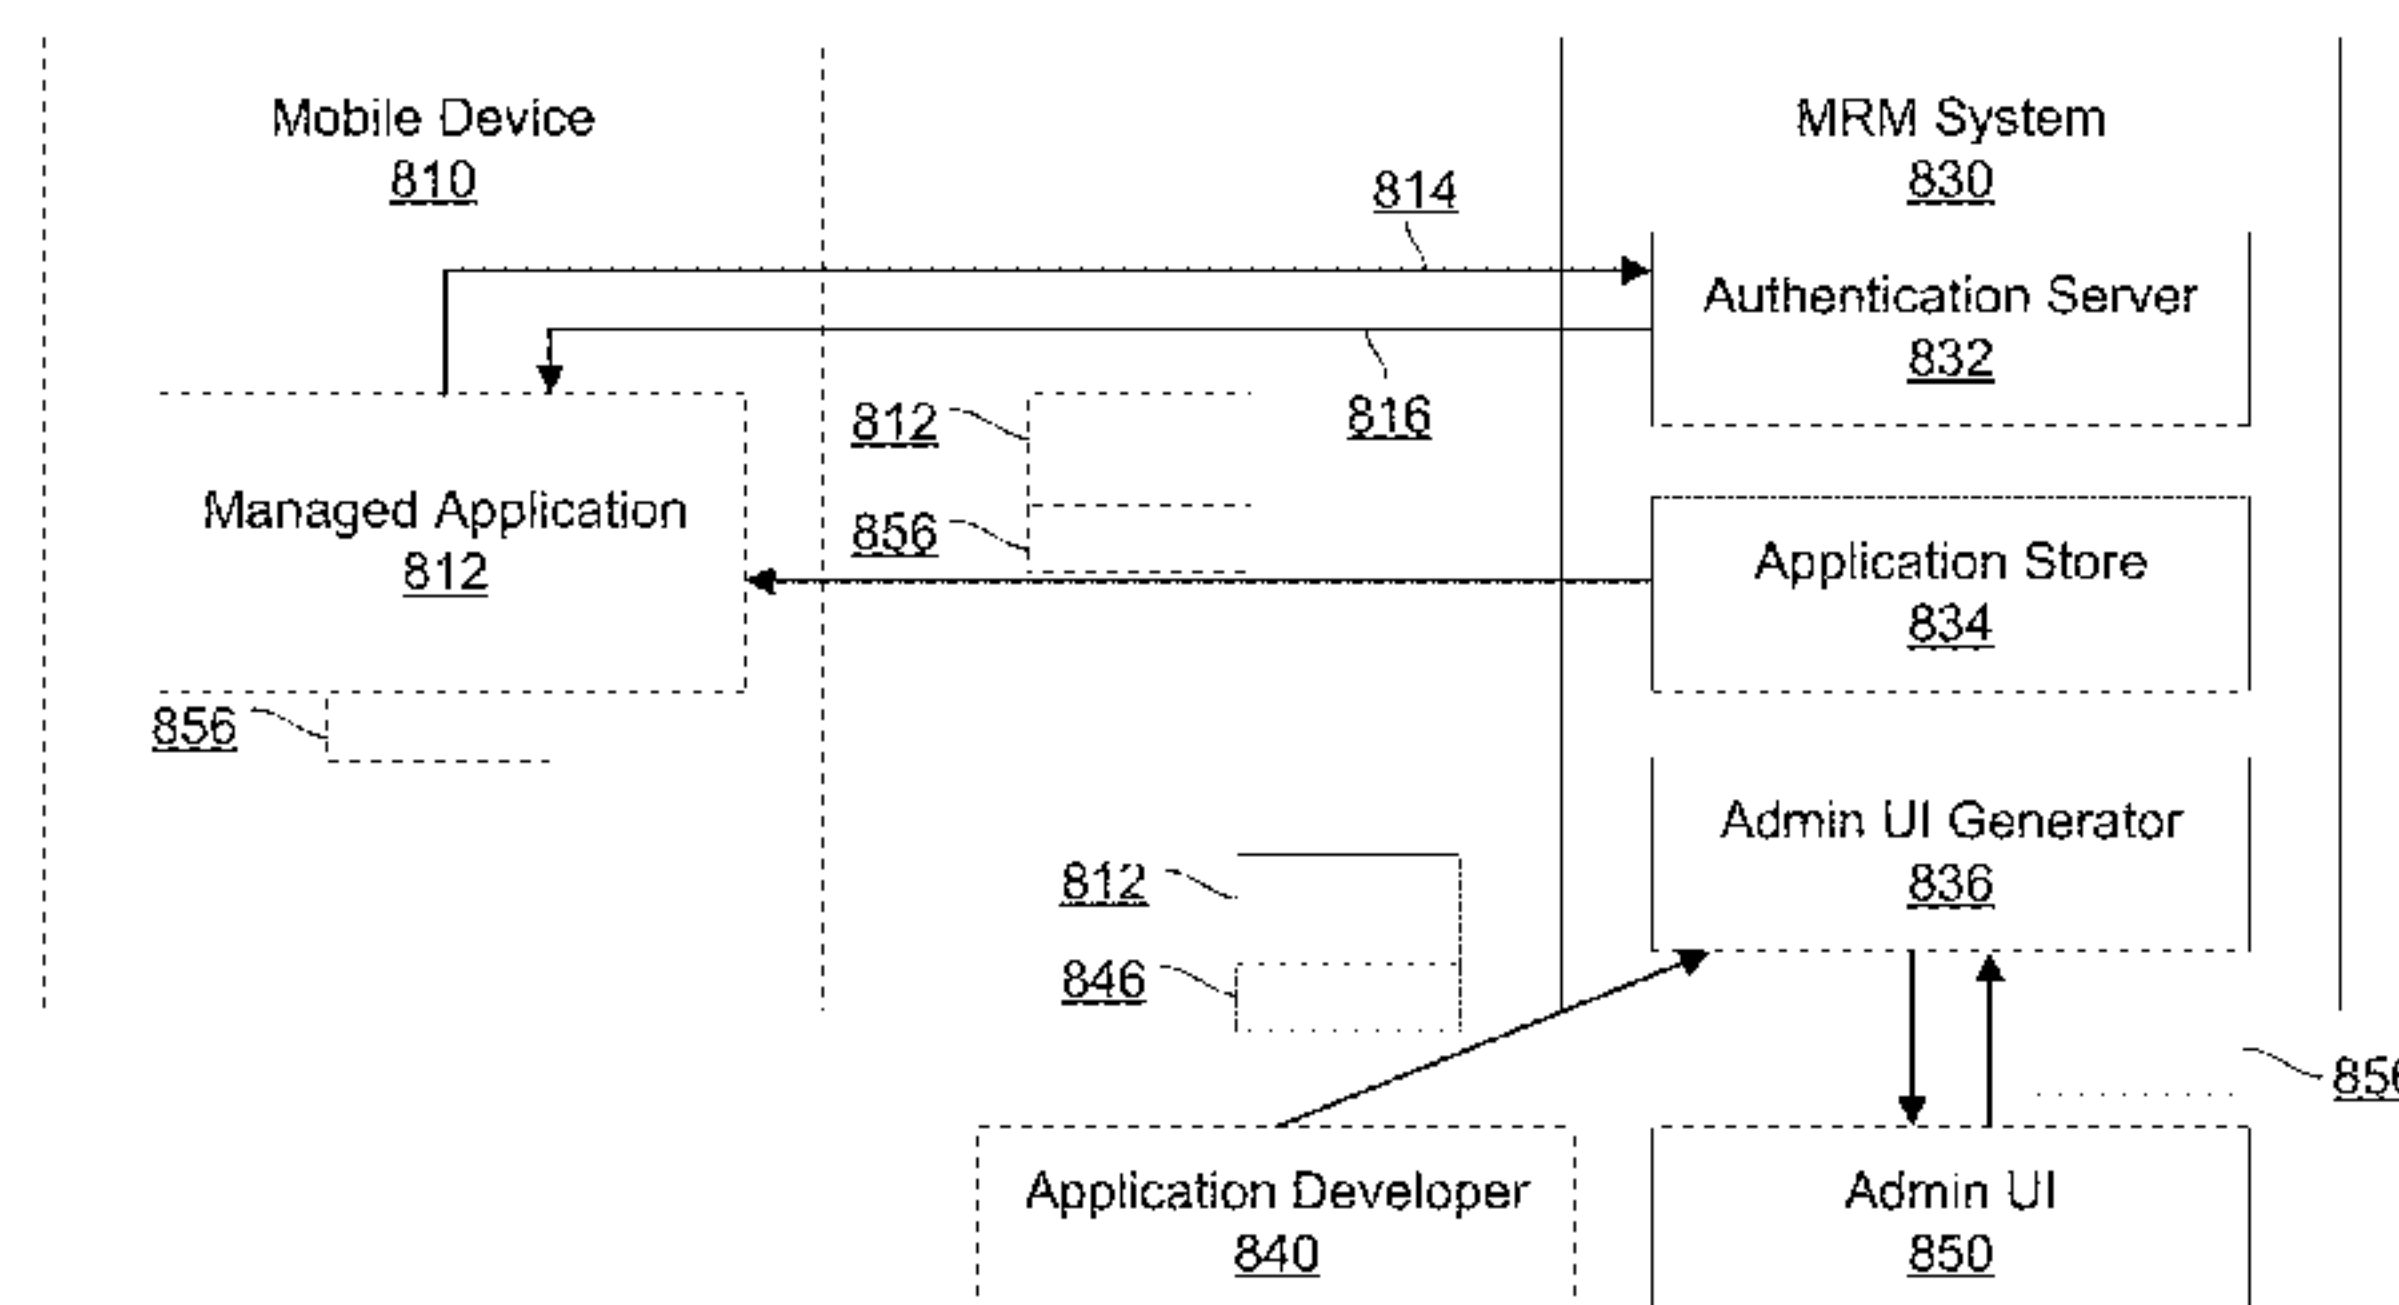 Mobile Device
810
MRM System
830
814
Authentication Server
832
816
812
856
Managed Application
812
Application Store
834
856
Admin UI Generator
836
812
846
856
Application Developer
840
Admin UI
850